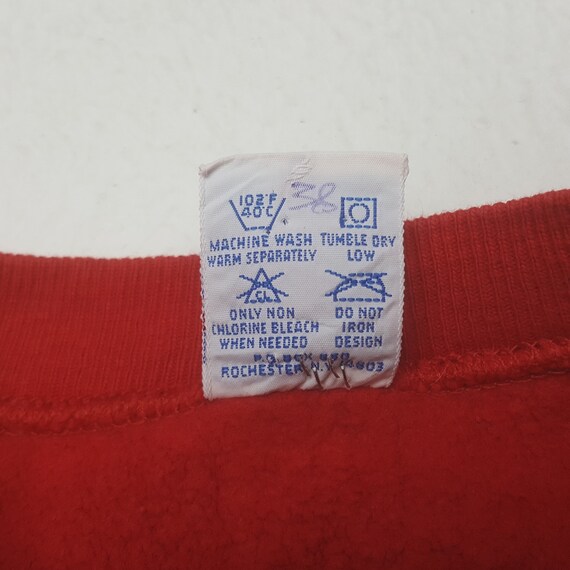 102°F
40°C
38
MACHINE WASH
WARM SEPARATELY
TUMBLE DRY
LOW
CL
ONLY NON
CHLORINE BLEACH
WHEN NEEDED
DO NOT
IRON
DESIGN
P.O. BOX
ROCHESTER N.Y.